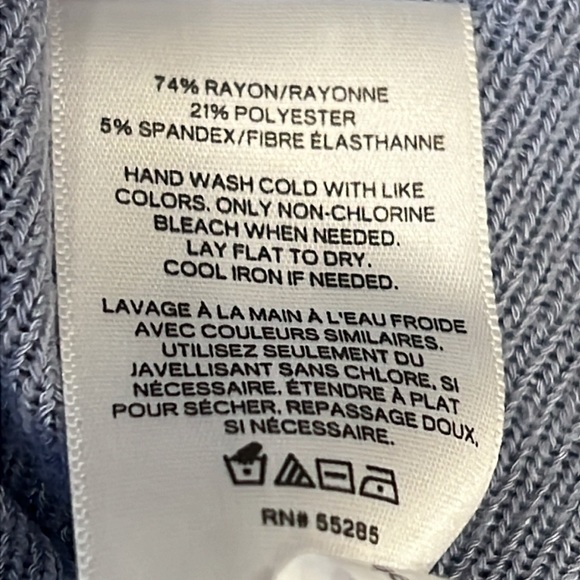 74% RAYON/RAYONNE
21% POLYESTER
5% SPANDEX/FIBRE ÉLASTHANNE
HAND WASH COLD WITH LIKE
COLORS. ONLY NON-CHLORINE
BLEACH WHEN NEEDED.
LAY FLAT TO DRY.
COOL IRON IF NEEDED.
LAVAGE À LA MAIN À L'EAU FROIDE
AVEC COULEURS SIMILAIRES.
UTILISEZ SEULEMENT DU
JAVELLISANT SANS CHLORE, SI
NÉCESSAIRE. ÉTENDRE À PLAT
POUR SÉCHER. REPASSAGE DOUX,
SI NÉCESSAIRE.
RN# 55285